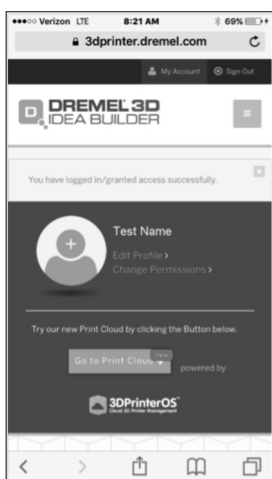 Verizon LTE 8:21 AM 69%
3dprinter.dremel.com
My Account Sign Out
DREMEL 3D
IDEA BUILDER
You have logged in/granted access successfully.
Test Name
Edit Profile >
Change Permissions >
Try our new Print Cloud by clicking the Button below.
new
Go to Print Cloud
powered by
3DPrinterOS
Cloud 3D Printer Management